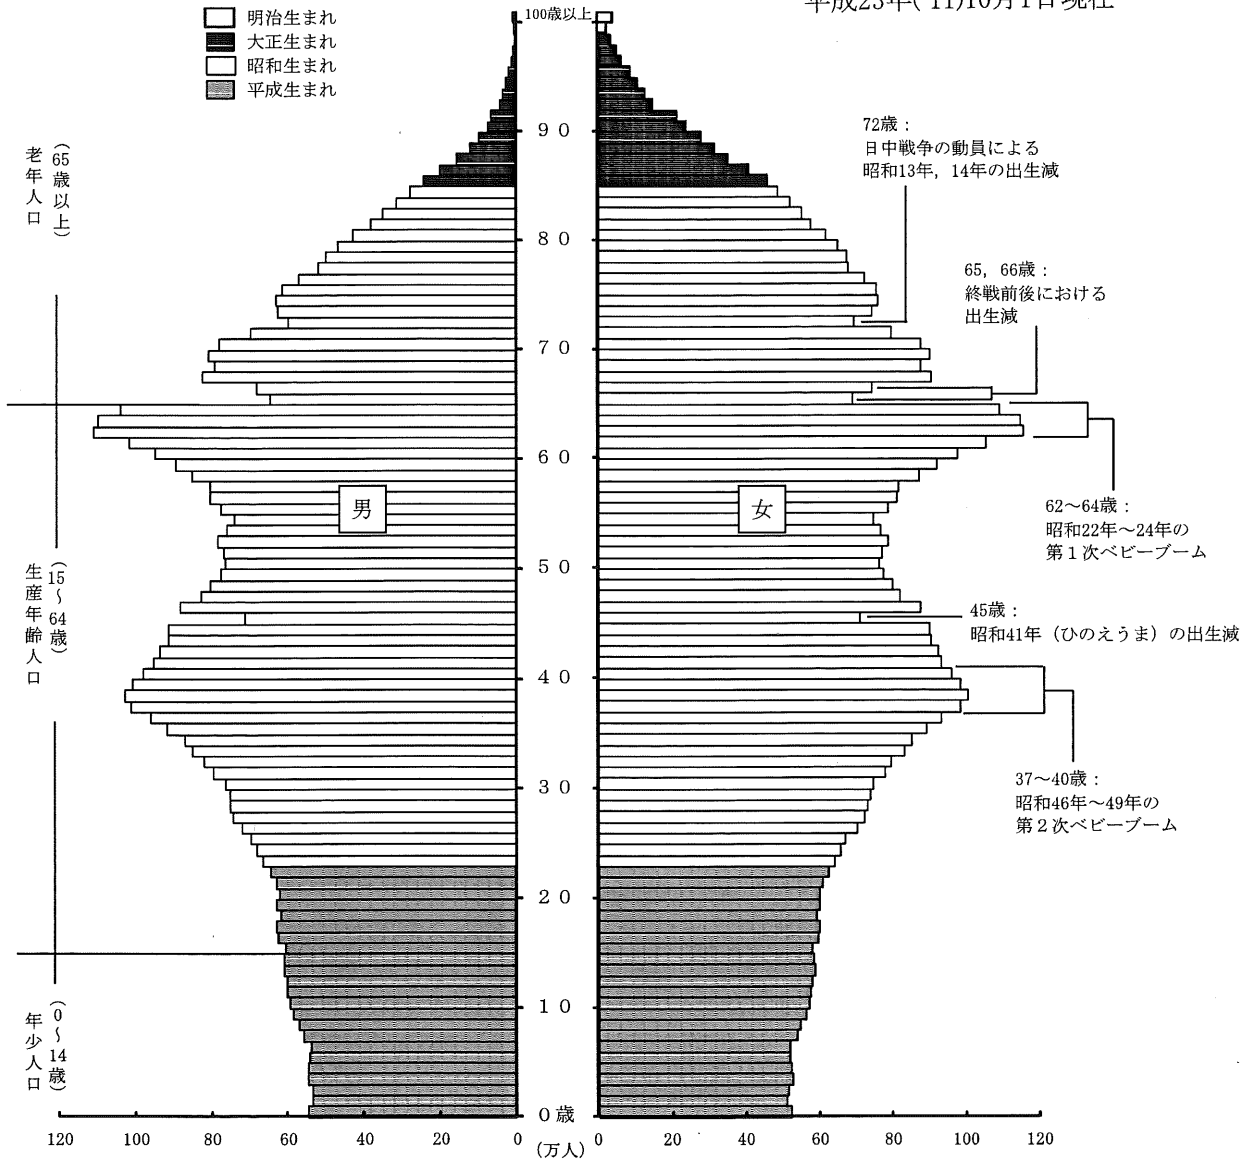 平成23年('11)10月1日現在
明治生まれ
大正生まれ
昭和生まれ
平成生まれ
100歳以上
90
80
70
60
50
40
30
20
10
0歳
老年人口
(65歳以上)
生産年齢人口
(15~64歳)
年少人口
(0~14歳)
男
女
72歳:
日中戦争の動員による
昭和13年,14年の出生減
65,66歳:
終戦前後における
出生減
62~64歳:
昭和22年~24年の
第1次ベビーブーム
45歳:
昭和41年(ひのえうま)の出生減
37~40歳:
昭和46年~49年の
第2次ベビーブーム
120 100 80 60 40 20 0 (万人) 0 20 40 60 80 100 120